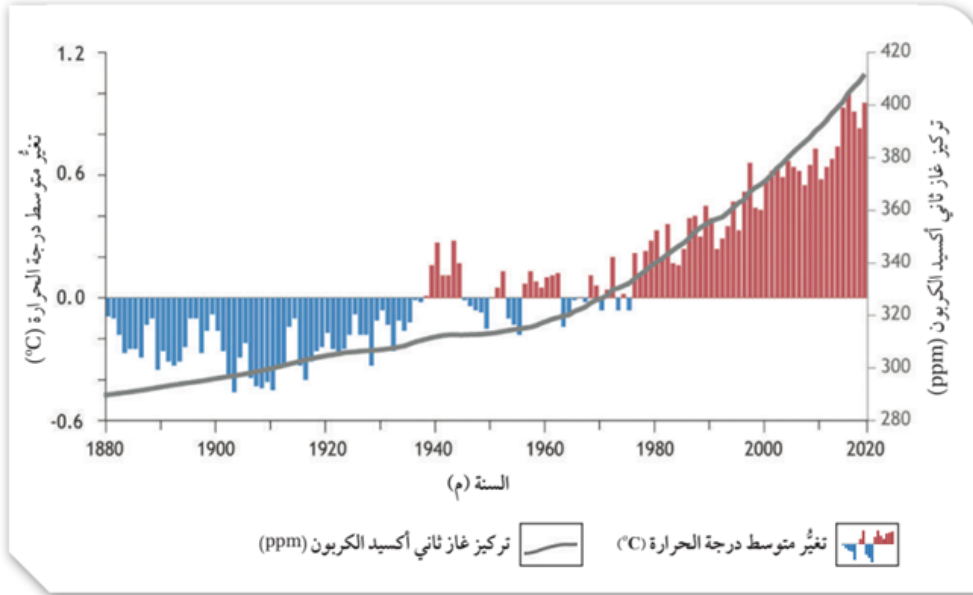 1.2
0.6
0.0
-0.6
تغيُّر متوسط درجة الحرارة (°C)
420
400
380
360
340
320
300
280
تركيز غاز ثاني أكسيد الكربون (ppm)
1880 1900 1920 1940 1960 1980 2000 2020
السنة (م)
تغيُّر متوسط درجة الحرارة (°C)
تركيز غاز ثاني أكسيد الكربون (ppm)